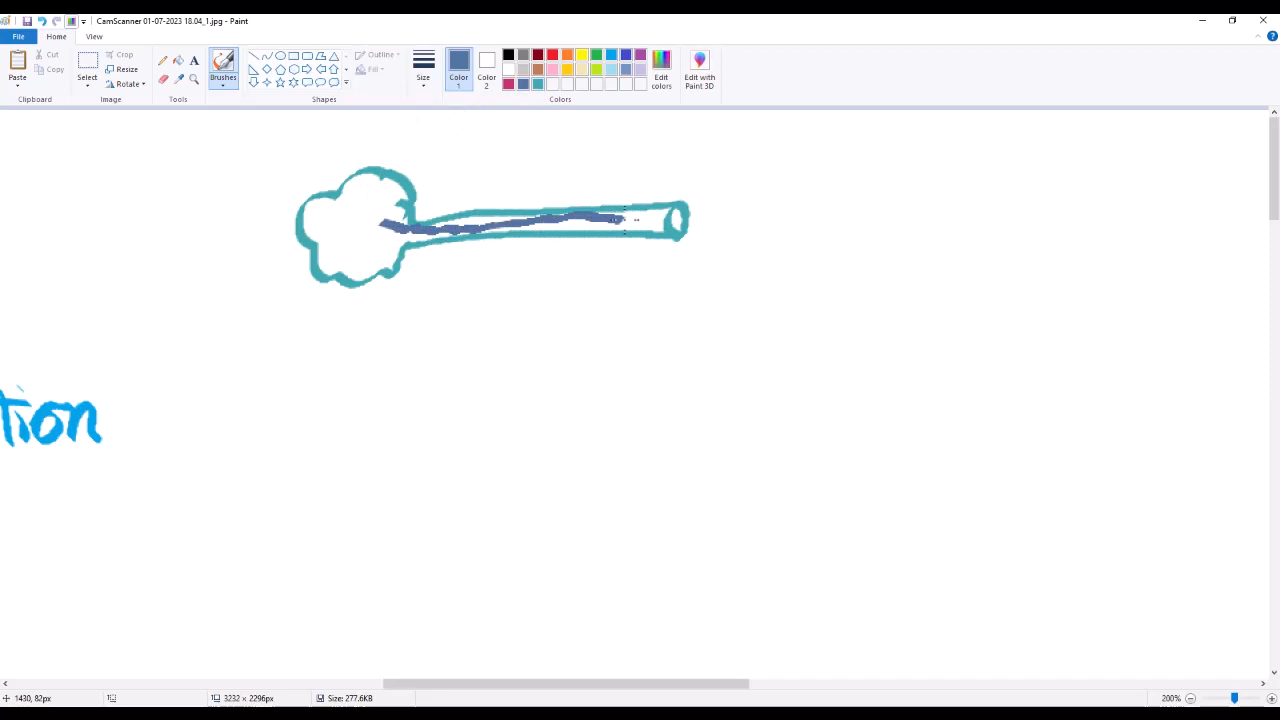 CamScanner 01-07-2023 18.04_1.jpg - Paint
File Home View
Paste
Cut
Copy
Clipboard
Select
Crop
Resize
Rotate
Image
A
Tools
Brushes
Outline
Fill
Shapes
Size
Color 1
Color 2
Edit colors
Edit with Paint 3D
Colors
tion
1430, 82px
3232 × 2296px
Size: 277.6KB
200%